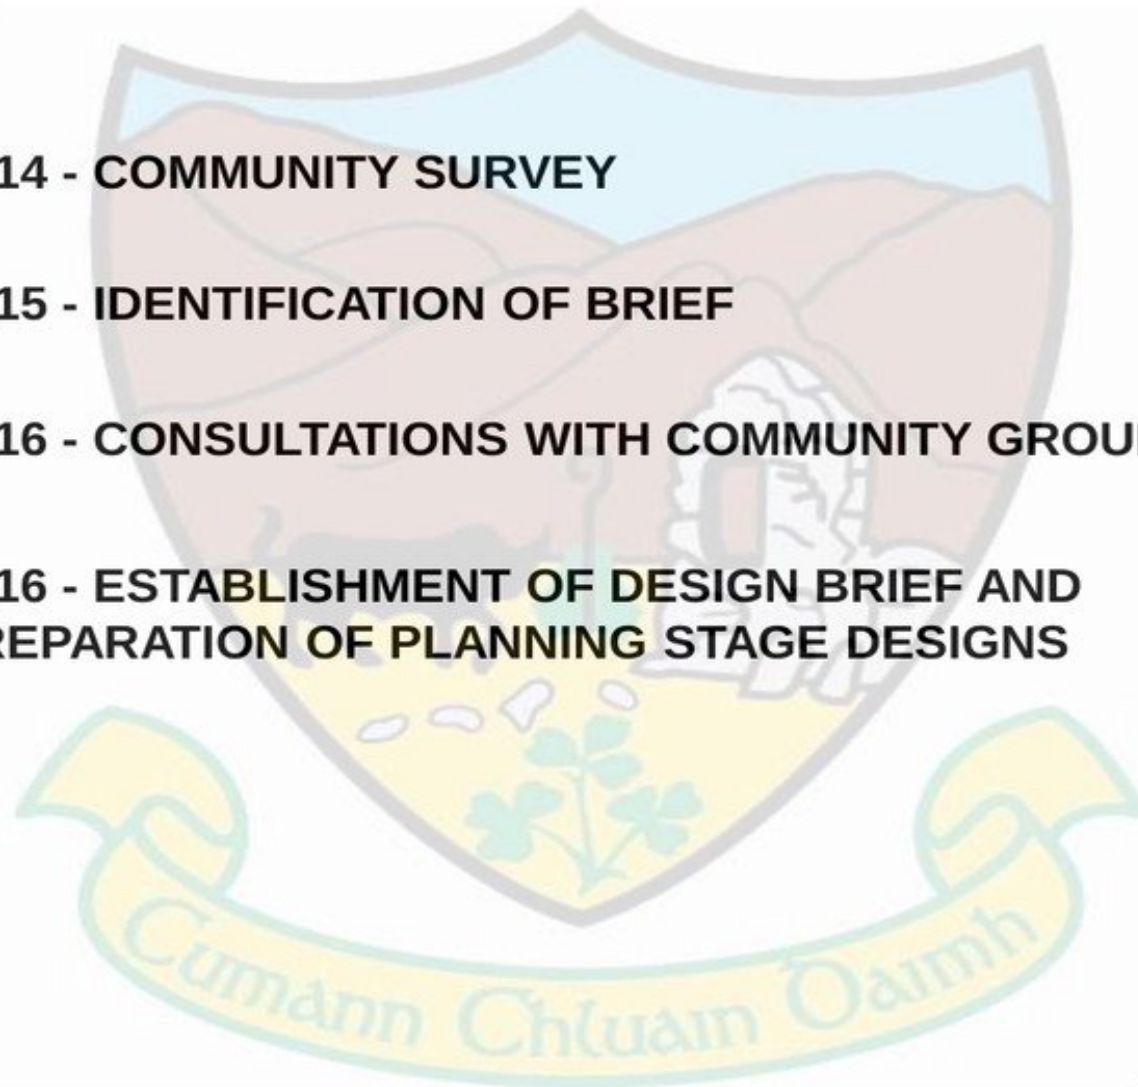 14 - COMMUNITY SURVEY
15 - IDENTIFICATION OF BRIEF
16 - CONSULTATIONS WITH COMMUNITY GROU
16 - ESTABLISHMENT OF DESIGN BRIEF AND
REPARATION OF PLANNING STAGE DESIGNS
Cumann Chluain Daimh